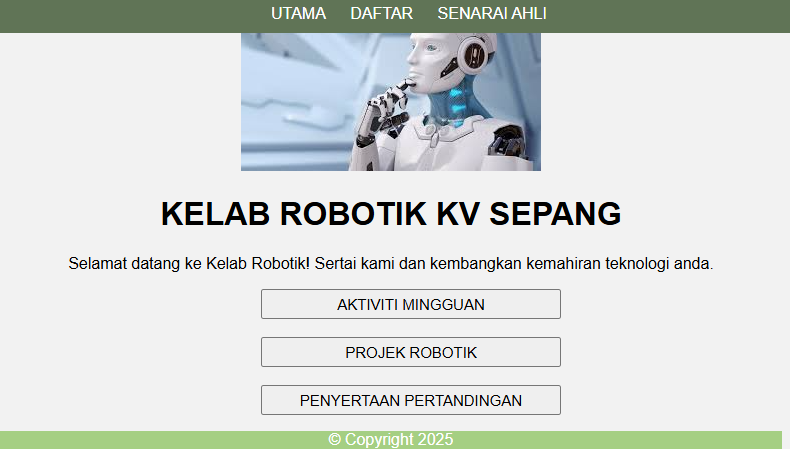 UTAMA DAFTAR SENARAI AHLI
KELAB ROBOTIK KV SEPANG
Selamat datang ke Kelab Robotik! Sertai kami dan kembangkan kemahiran teknologi anda.
AKTIVITI MINGGUAN
PROJEK ROBOTIK
PENYERTAAN PERTANDINGAN
© Copyright 2025